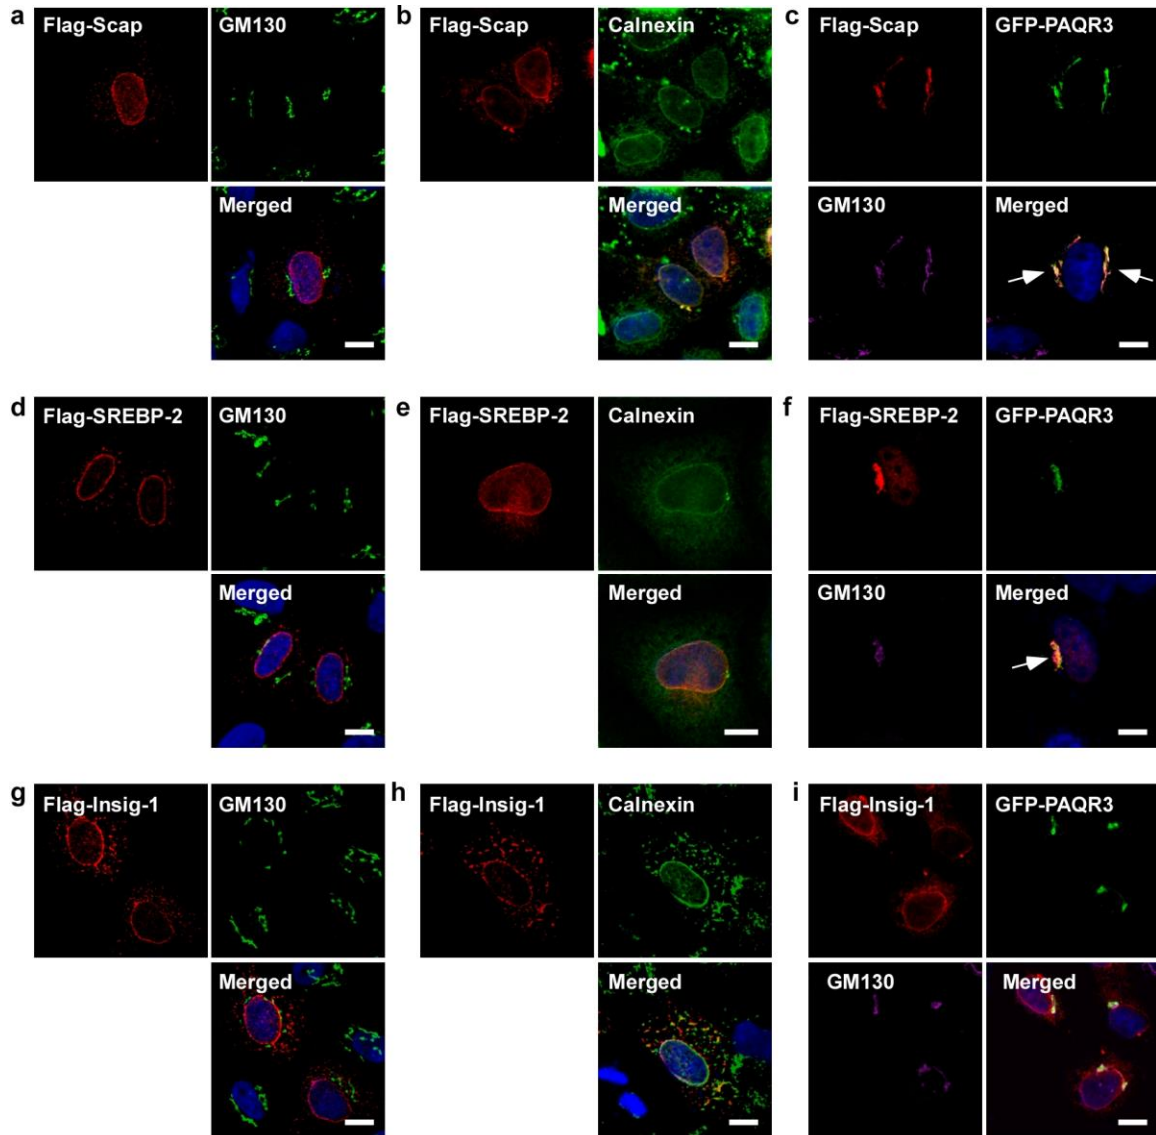 a
Flag-Scap
GM130
Merged
b
Flag-Scap
Calnexin
Merged
c
Flag-Scap
GFP-PAQR3
GM130
Merged
d
Flag-SREBP-2
GM130
Merged
e
Flag-SREBP-2
Calnexin
Merged
f
Flag-SREBP-2
GFP-PAQR3
GM130
Merged
g
Flag-Insig-1
GM130
Merged
h
Flag-Insig-1
Calnexin
Merged
i
Flag-Insig-1
GFP-PAQR3
GM130
Merged